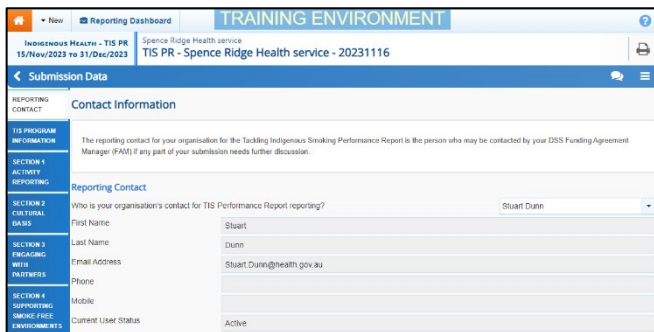 New
Reporting Dashboard
TRAINING ENVIRONMENT
INDIGENOUS HEALTH - TIS PR
15/NOV/2023 TO 31/DEC/2023
Spence Ridge Health service
TIS PR - Spence Ridge Health service - 20231116
Submission Data
REPORTING
CONTACT
TIS PROGRAM
INFORMATION
SECTION 1
ACTIVITY
REPORTING
SECTION 2
CULTURAL
BASIS
SECTION 3
ENGAGING
WITH
PARTNERS
SECTION 4
SUPPORTING
SMOKE-FREE
ENVIRONMENTS
Contact Information
The reporting contact for your organisation for the Tackling Indigenous Smoking Performance Report is the person who may be contacted by your DSS Funding Agreement
Manager (FAM) if any part of your submission needs further discussion.
Reporting Contact
Who is your organisation's contact for TIS Performance Report reporting? Stuart Dunn
First Name Stuart
Last Name Dunn
Email Address Stuart.Dunn@health.gov.au
Phone
Mobile
Current User Status Active